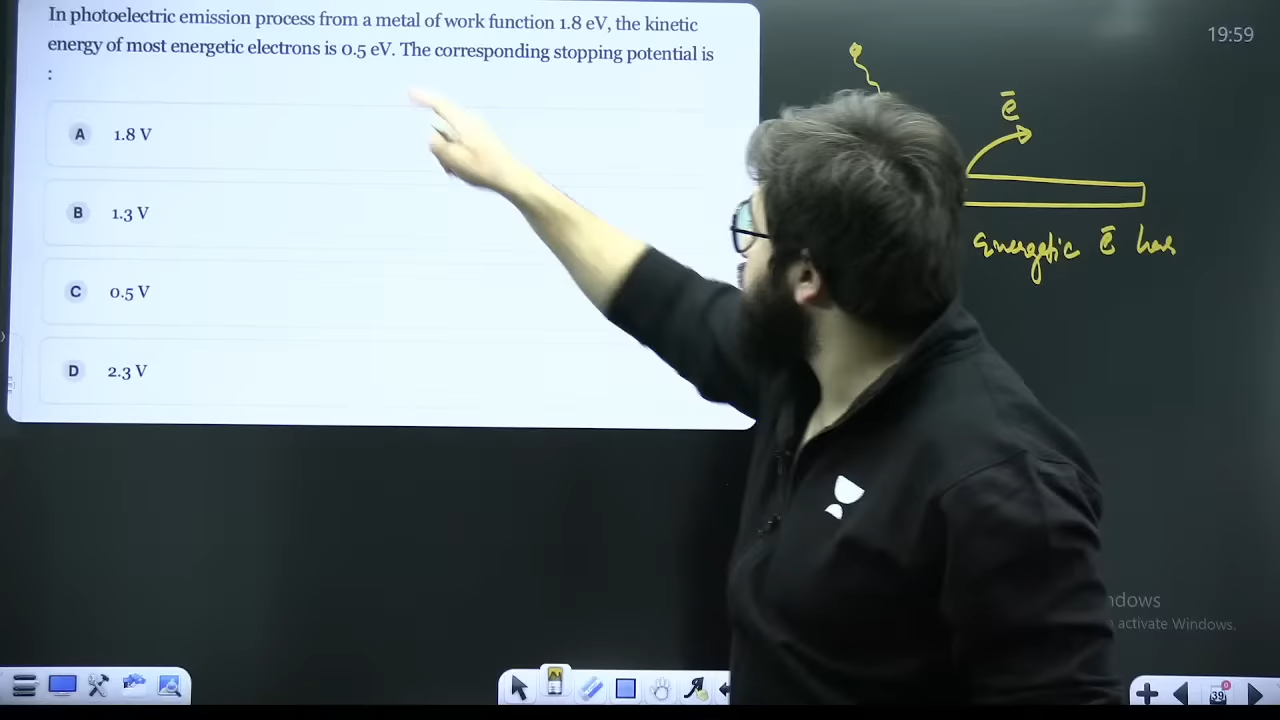 In photoelectric emission process from a metal of work function 1.8 eV, the kinetic
energy of most energetic electrons is 0.5 eV. The corresponding stopping potential is
:
A 1.8 V
B 1.3 V
C 0.5 V
D 2.3 V
19:59
ē
energetic ē has
ndows
activate Windows.
39